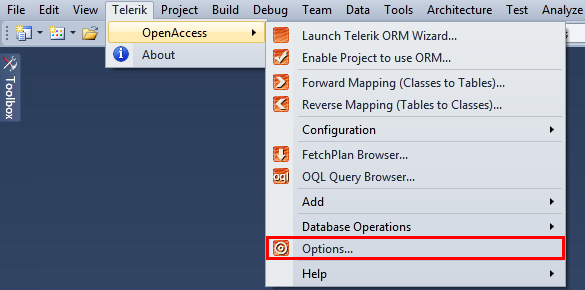 File Edit View Telerik Project Build Debug Team Data Tools Architecture Test Analyze
OpenAccess
About
Toolbox
Launch Telerik ORM Wizard...
Enable Project to use ORM...
Forward Mapping (Classes to Tables)...
Reverse Mapping (Tables to Classes)...
Configuration
FetchPlan Browser...
oql OQL Query Browser...
Add
Database Operations
Options...
Help